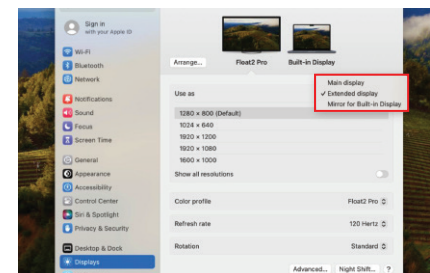 Sign in
with your Apple ID
Wi-Fi
Bluetooth
Network
Notifications
Sound
Focus
Screen Time
General
Appearance
Accessibility
Control Center
Siri & Spotlight
Privacy & Security
Desktop & Dock
Displays
Arrange...
Float2 Pro
Built-in Display
Use as
Main display
✓ Extended display
Mirror for Built-in Display
1280 × 800 (Default)
1024 × 640
1920 × 1200
1920 × 1080
1600 × 1000
Show all resolutions
Color profile
Float2 Pro
Refresh rate
120 Hertz
Rotation
Standard
Advanced...
Night Shift...
?